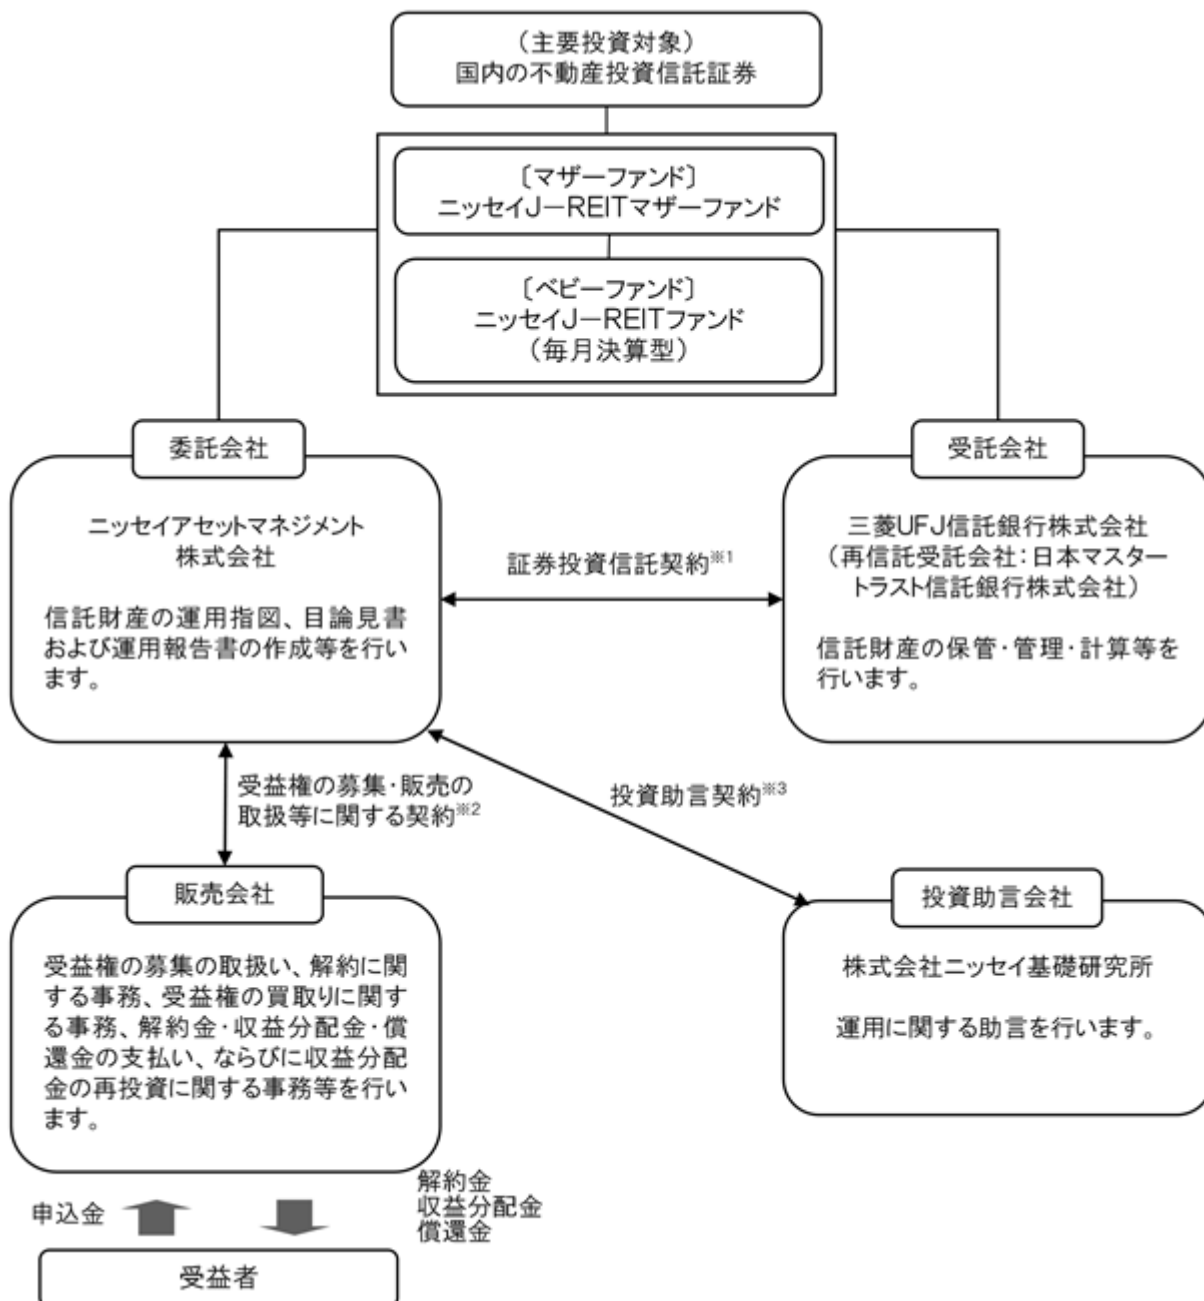 （主要投資対象）
国内の不動産投資信託証券
〔マザーファンド〕
ニッセイJ－REITマザーファンド
〔ベビーファンド〕
ニッセイJ－REITファンド
（毎月決算型）
委託会社
ニッセイアセットマネジメント
株式会社
信託財産の運用指図、目論見書
および運用報告書の作成等を行い
ます。
証券投資信託契約※1
受託会社
三菱UFJ信託銀行株式会社
（再信託受託会社：日本マスター
トラスト信託銀行株式会社）
信託財産の保管・管理・計算等を
行います。
受益権の募集・販売の
取扱等に関する契約※2
投資助言契約※3
販売会社
受益権の募集の取扱い、解約に関
する事務、受益権の買取りに関す
る事務、解約金・収益分配金・償
還金の支払い、ならびに収益分配
金の再投資に関する事務等を行い
ます。
投資助言会社
株式会社ニッセイ基礎研究所
運用に関する助言を行います。
申込金
解約金
収益分配金
償還金
受益者